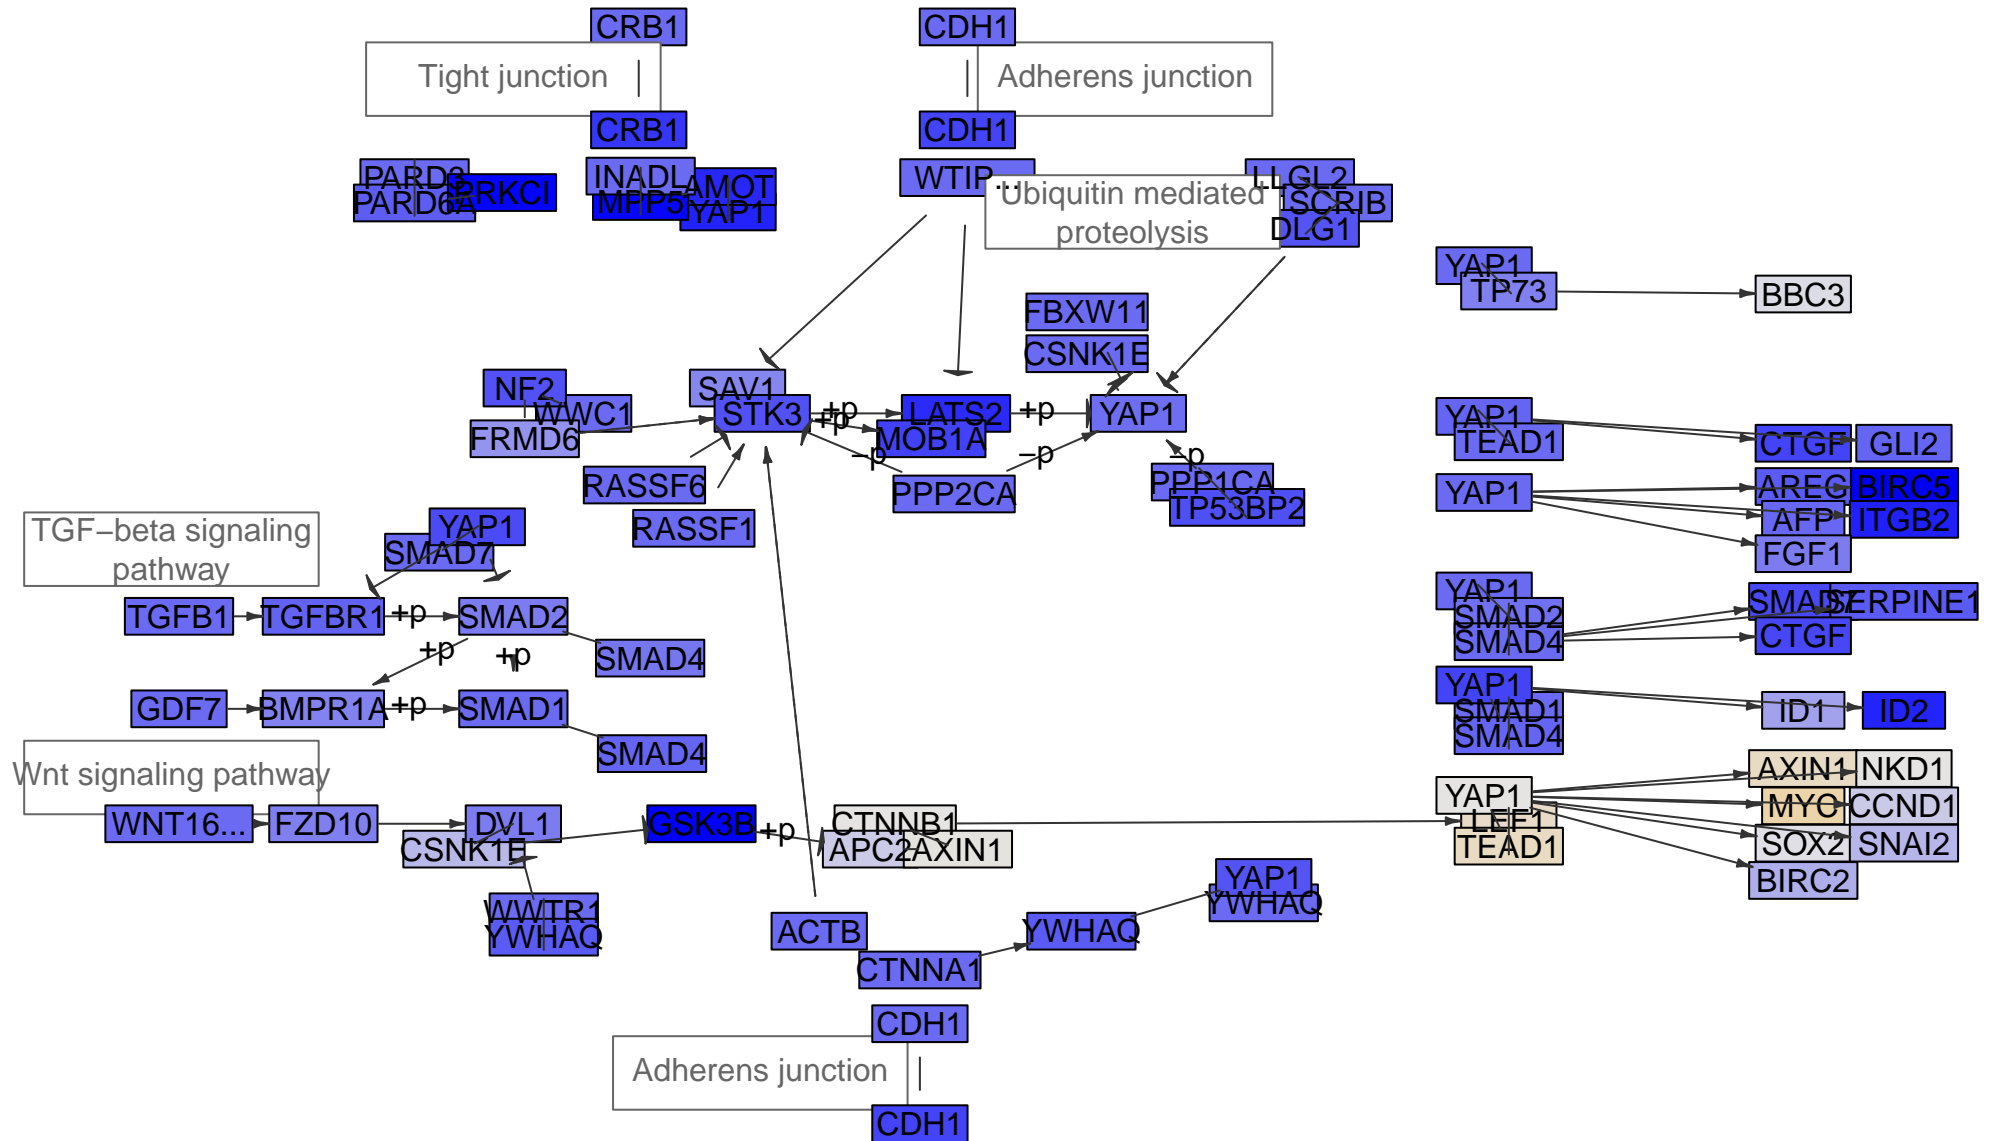 CRB1
CDH1
Tight junction
Adherens junction
CRB1
CDH1
PARD3
PARD6A
PRKCI
INADL
MPP5
AMOT
YAP1
WTIP...
Ubiquitin mediated
proteolysis
LLGL2
SCRIB
DLG1
YAP1
TP73
BBC3
FBXW11
CSNK1E
NF2
WWC1
FRMD6
SAV1
STK3
+p
+p
LATS2
MOB1A
+p
YAP1
−p
−p
−p
RASSF6
RASSF1
PPP2CA
PPP1CA
TP53BP2
YAP1
TEAD1
CTGF
GLI2
YAP1
AREG
BIRC5
AFP
ITGB2
FGF1
TGF−beta signaling
pathway
YAP1
SMAD7
TGFB1
TGFBR1
+p
SMAD2
+p
+p
SMAD4
YAP1
SMAD2
SMAD4
SMAD7
SERPINE1
CTGF
GDF7
BMPR1A
+p
SMAD1
SMAD4
YAP1
SMAD1
SMAD4
ID1
ID2
Wnt signaling pathway
WNT16...
FZD10
DVL1
CSNK1E
GSK3B
+p
CTNNB1
APC2
AXIN1
YAP1
LEF1
TEAD1
AXIN1
NKD1
MYC
CCND1
SOX2
SNAI2
BIRC2
WWTR1
YWHAQ
ACTB
CTNNA1
YWHAQ
YAP1
YWHAQ
CDH1
Adherens junction
CDH1